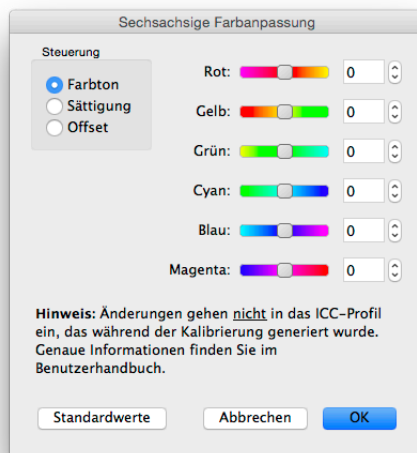 Sechsachsige Farbanpassung
Steuerung
Farbton
Sättigung
Offset
Rot: 0
Gelb: 0
Grün: 0
Cyan: 0
Blau: 0
Magenta: 0
Hinweis: Änderungen gehen nicht in das ICC-Profil
ein, das während der Kalibrierung generiert wurde.
Genaue Informationen finden Sie im
Benutzerhandbuch.
Standardwerte Abbrechen OK